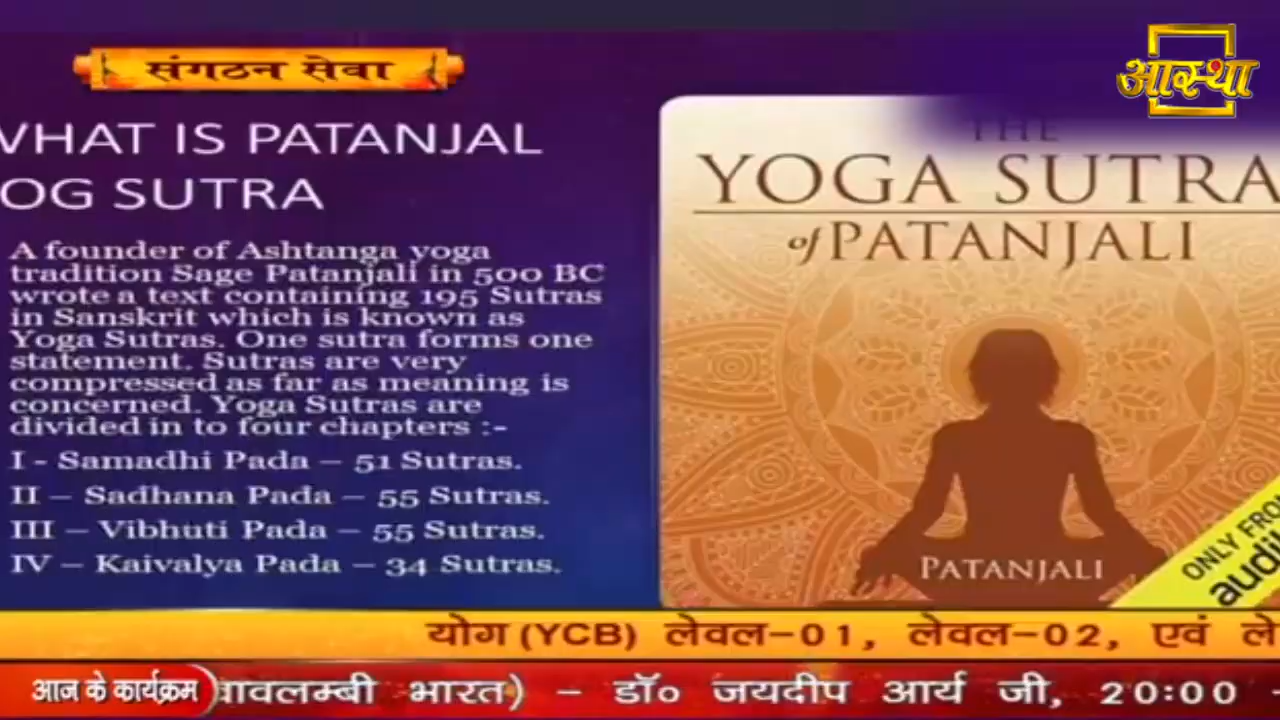 संगठन सेवा
आस्था
WHAT IS PATANJAL
OG SUTRA
A founder of Ashtanga yoga
tradition Sage Patanjali in 500 BC
wrote a text containing 195 Sutras
in Sanskrit which is known as
Yoga Sutras. One sutra forms one
statement. Sutras are very
compressed as far as meaning is
concerned. Yoga Sutras are
divided in to four chapters :-
I - Samadhi Pada – 51 Sutras.
II – Sadhana Pada – 55 Sutras.
III – Vibhuti Pada – 55 Sutras.
IV – Kaivalya Pada – 34 Sutras.
THE
YOGA SUTRA
of PATANJALI
PATANJALI
ONLY FRO
audi
योग (YCB) लेवल-01, लेवल-02, एवं ले
आज के कार्यक्रम
वावलम्बी भारत) - डॉ० जयदीप आर्य जी, 20:00 -